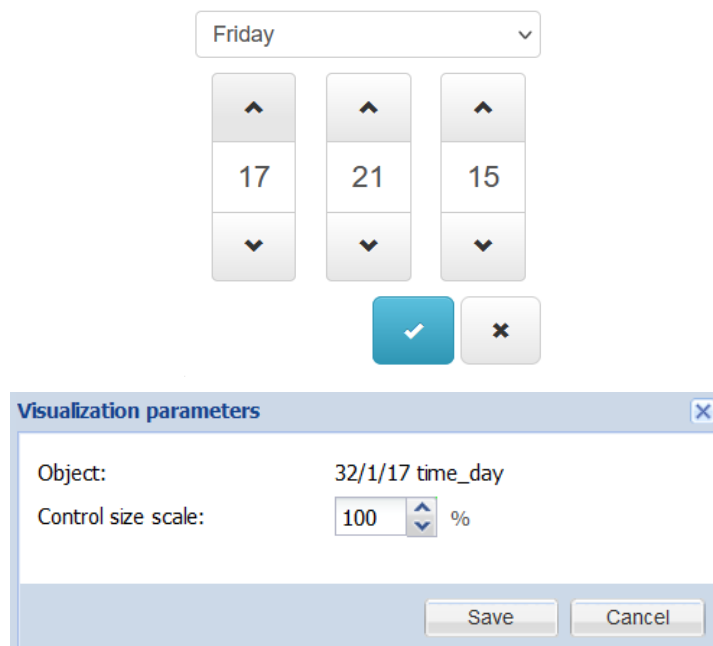 Friday
17 21 15
Visualization parameters
Object: 32/1/17 time_day
Control size scale: 100 %
Save Cancel